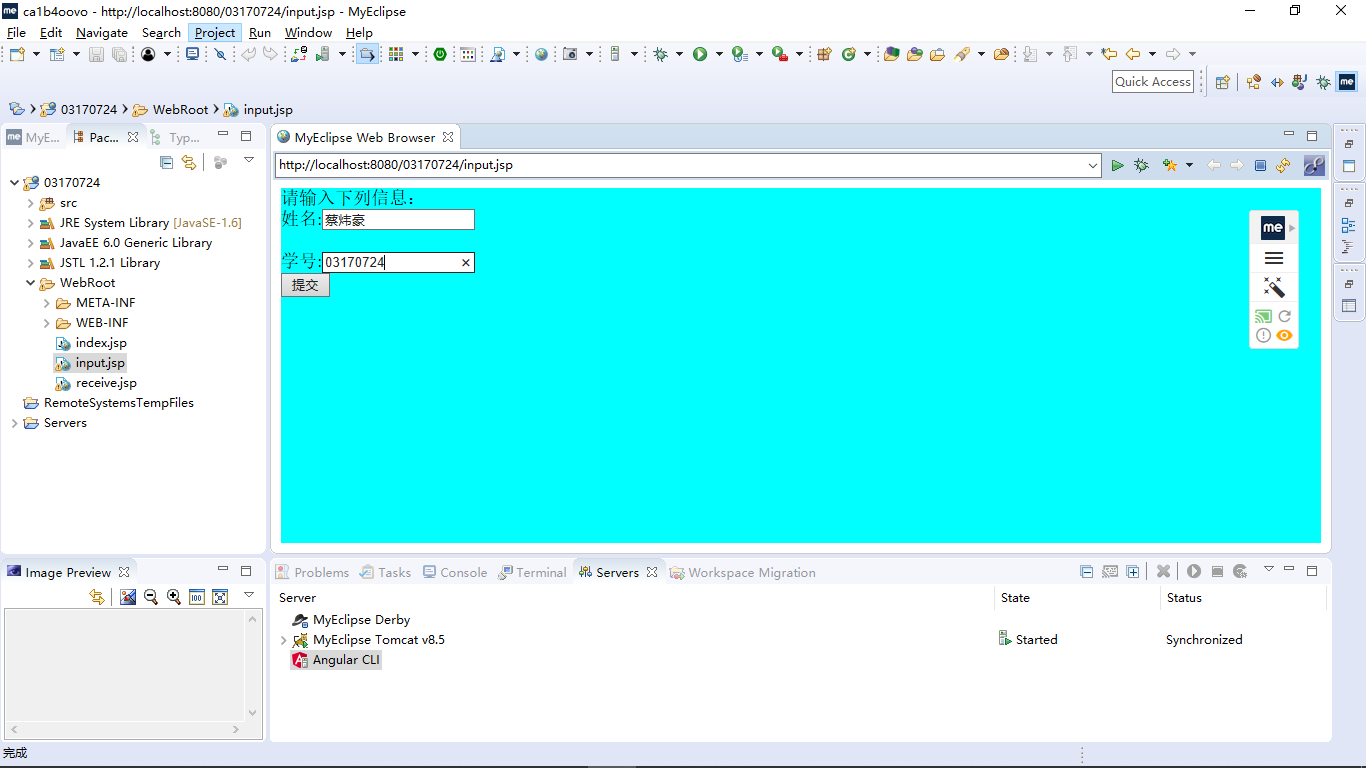 ca1b4oovo - http://localhost:8080/03170724/input.jsp - MyEclipse
File Edit Navigate Search Project Run Window Help
Quick Access
03170724 WebRoot input.jsp
MyE... Pac... Typ...
MyEclipse Web Browser
http://localhost:8080/03170724/input.jsp
03170724
src
JRE System Library [JavaSE-1.6]
JavaEE 6.0 Generic Library
JSTL 1.2.1 Library
WebRoot
META-INF
WEB-INF
index.jsp
input.jsp
receive.jsp
RemoteSystemsTempFiles
Servers
请输入下列信息：
姓名:蔡炜豪
学号:03170724
提交
me
Image Preview
100
Problems Tasks Console Terminal Servers Workspace Migration
Server State Status
MyEclipse Derby
MyEclipse Tomcat v8.5 Started Synchronized
Angular CLI
完成